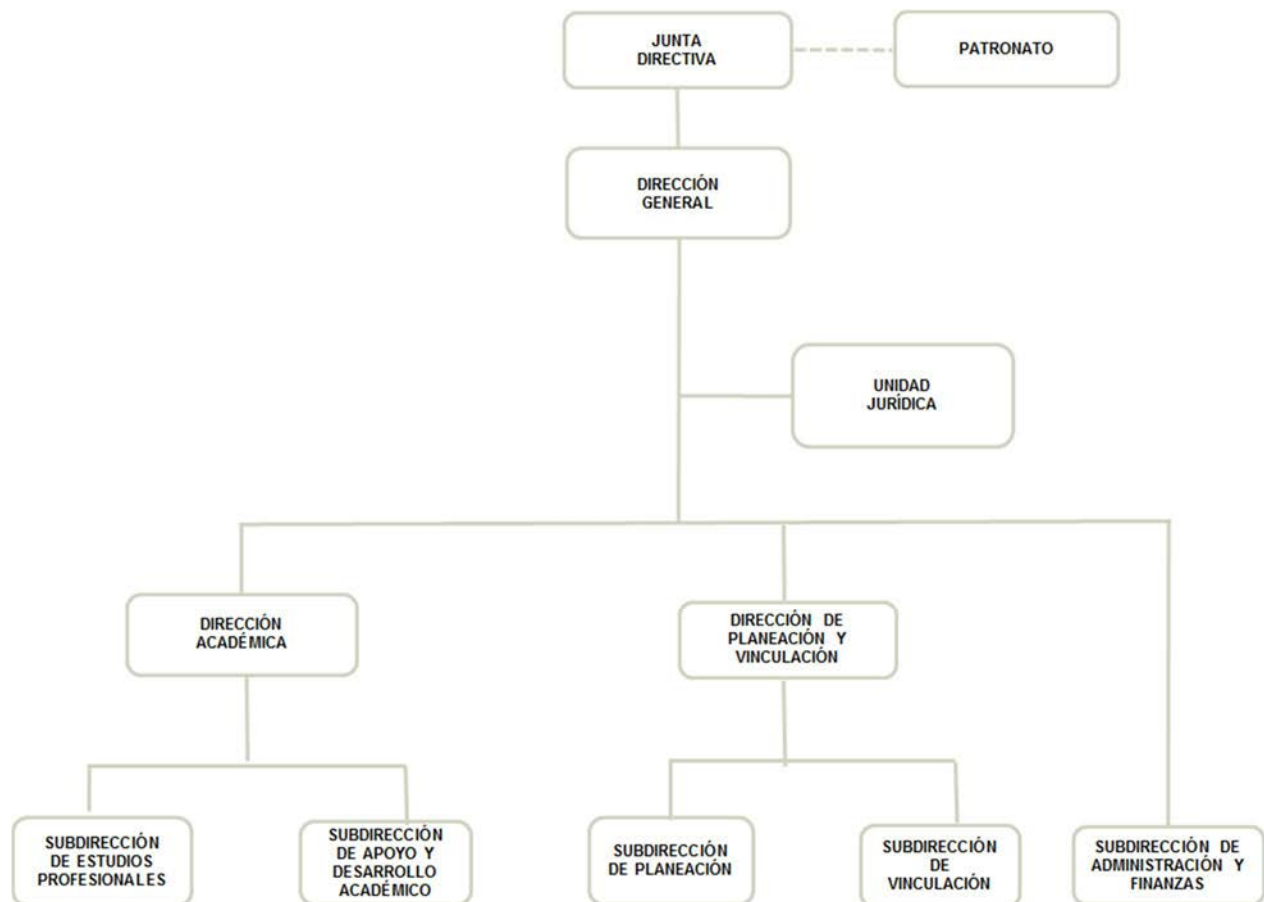 JUNTA
DIRECTIVA
PATRONATO
DIRECCIÓN
GENERAL
UNIDAD
JURÍDICA
DIRECCIÓN
ACADÉMICA
DIRECCIÓN DE
PLANEACIÓN Y
VINCULACIÓN
SUBDIRECCIÓN
DE ESTUDIOS
PROFESIONALES
SUBDIRECCIÓN
DE APOYO Y
DESARROLLO
ACADÉMICO
SUBDIRECCIÓN
DE PLANEACIÓN
SUBDIRECCIÓN
DE
VINCULACIÓN
SUBDIRECCIÓN DE
ADMINISTRACIÓN Y
FINANZAS